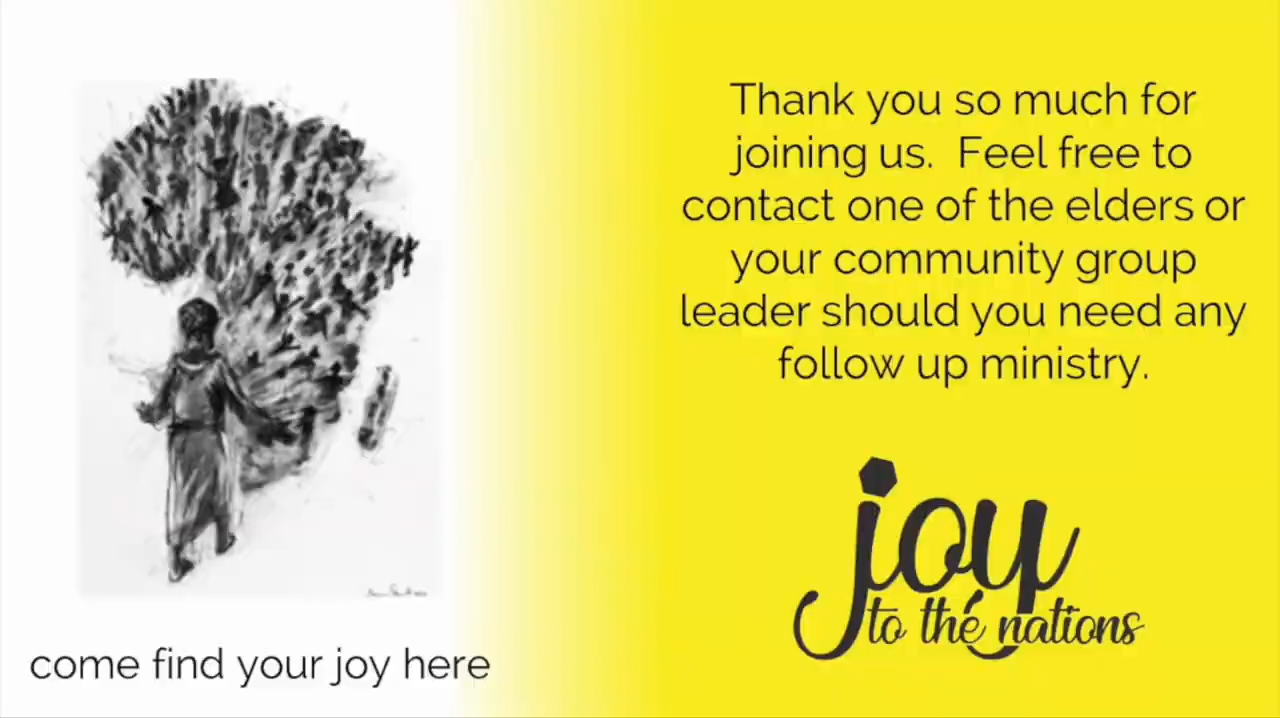 Thank you so much for
joining us.  Feel free to
contact one of the elders or
your community group
leader should you need any
follow up ministry.
joy
to the nations
come find your joy here